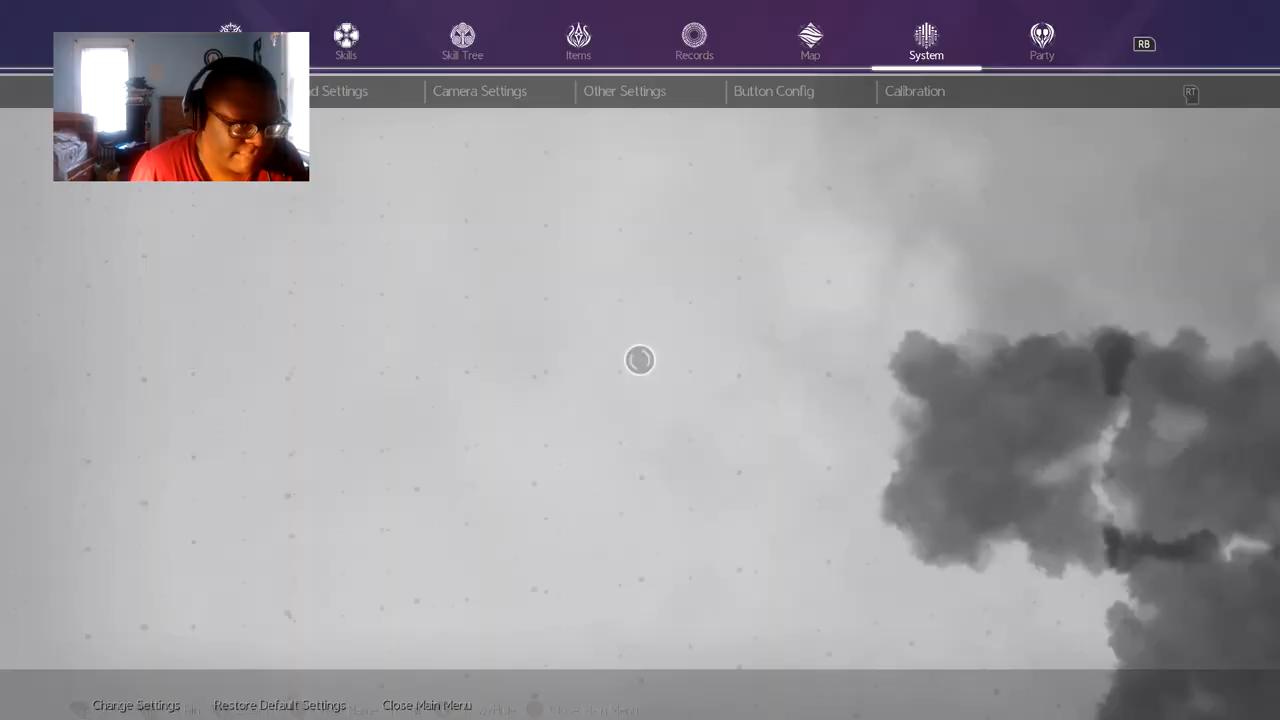 Skills
Skill Tree
Items
Records
Map
System
Party
RB
d Settings
Camera Settings
Other Settings
Button Config
Calibration
RT
Change Settings
Restore Default Settings
Close Main Menu